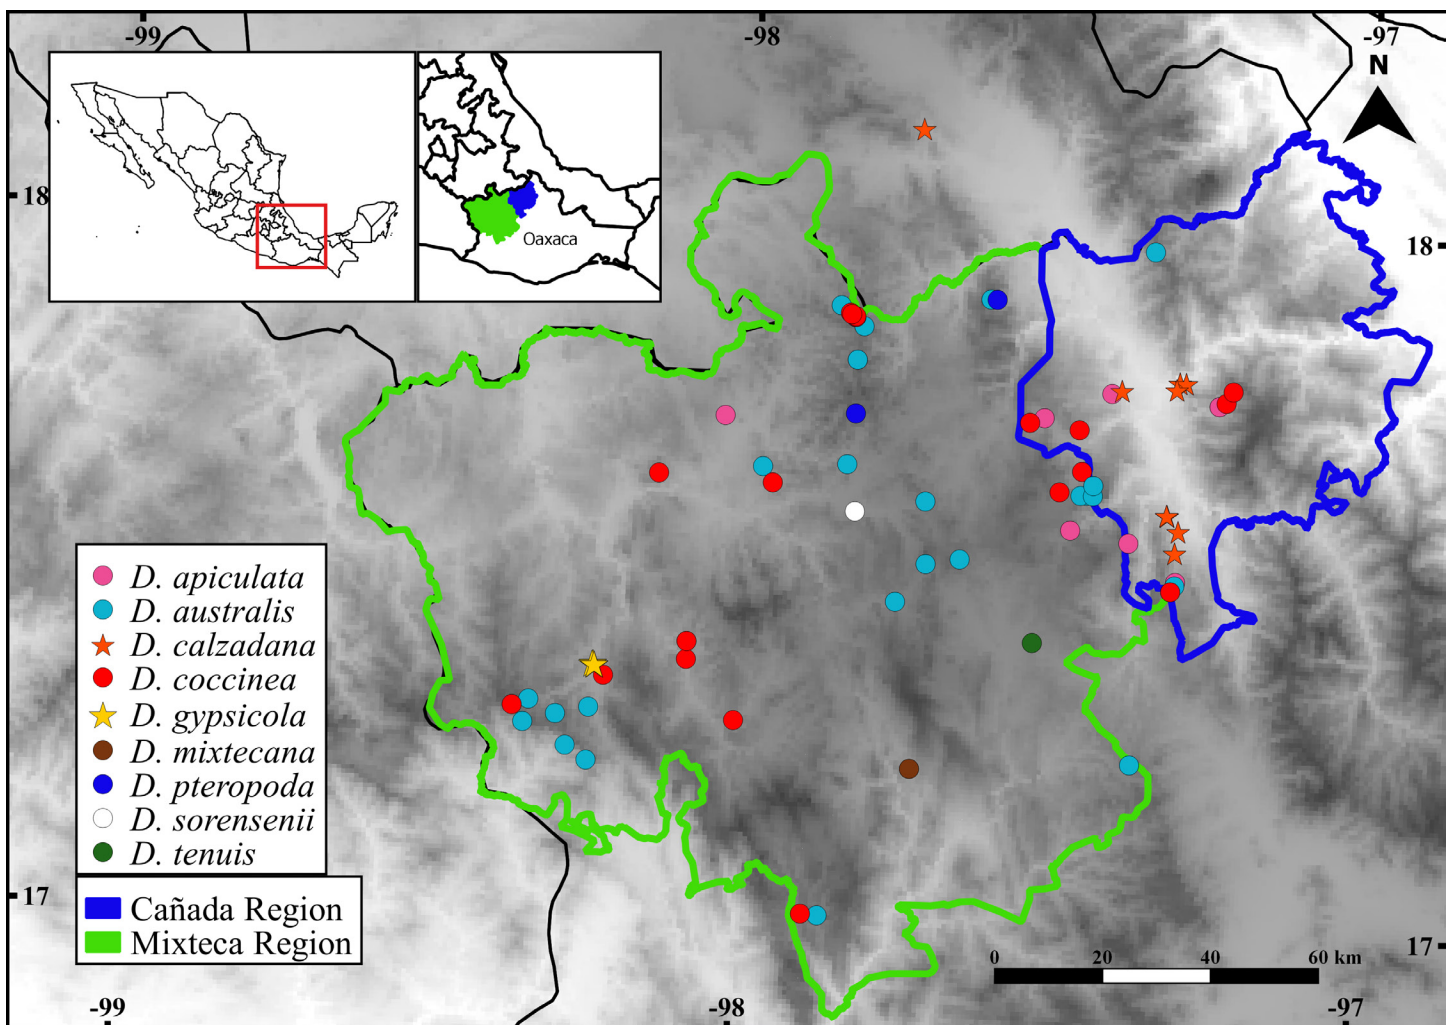 -99
-98
-97
N
18
18
Oaxaca
D. apiculata
D. australis
D. calzadana
D. coccinea
D. gypsicola
D. mixtecana
D. pteropoda
D. sorensenii
D. tenuis
Cañada Region
Mixteca Region
17
17
0 20 40 60 km
-99
-98
-97